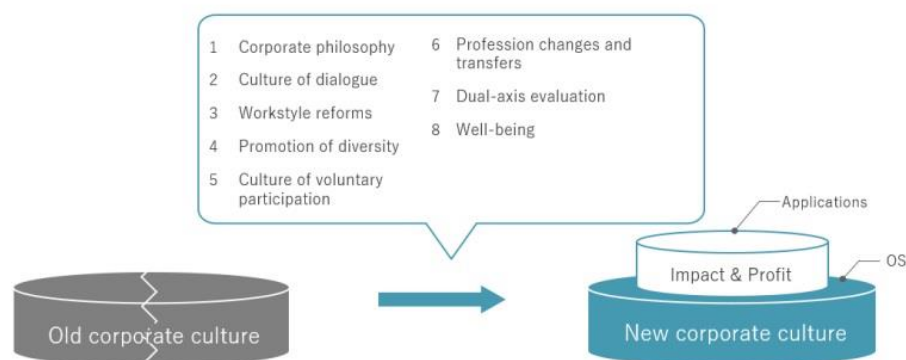 1 Corporate philosophy
2 Culture of dialogue
3 Workstyle reforms
4 Promotion of diversity
5 Culture of voluntary
participation
6 Profession changes and
transfers
7 Dual-axis evaluation
8 Well-being
Applications
OS
Impact & Profit
Old corporate culture
New corporate culture